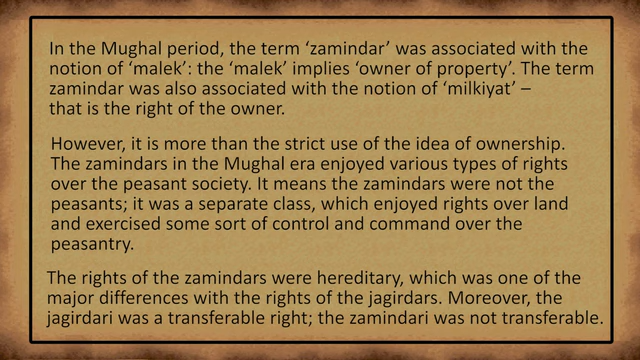 In the Mughal period, the term ‘zamindar’ was associated with the
notion of ‘malek’: the ‘malek’ implies ‘owner of property’. The term
zamindar was also associated with the notion of ‘milkiyat’ –
that is the right of the owner.
However, it is more than the strict use of the idea of ownership.
The zamindars in the Mughal era enjoyed various types of rights
over the peasant society. It means the zamindars were not the
peasants; it was a separate class, which enjoyed rights over land
and exercised some sort of control and command over the
peasantry.
The rights of the zamindars were hereditary, which was one of the
major differences with the rights of the jagirdars. Moreover, the
jagirdari was a transferable right; the zamindari was not transferable.